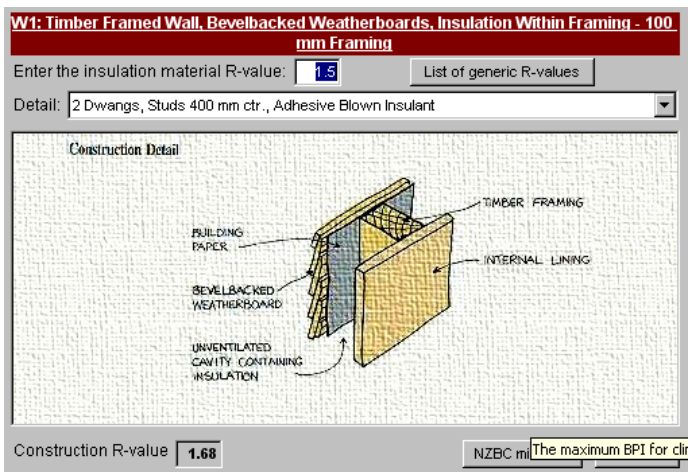 W1: Timber Framed Wall, Bevelbacked Weatherboards, Insulation Within Framing - 100
mm Framing
Enter the insulation material R-value: 1.5 List of generic R-values
Detail: 2 Dwangs, Studs 400 mm ctr., Adhesive Blown Insulant
Construction Detail
TIMBER FRAMING
BUILDING
PAPER
INTERNAL LINING
BEVELBACKED
WEATHERBOARD
UNVENTILATED
CAVITY CONTAINING
INSULATION
Construction R-value 1.68 NZBC mi The maximum BPI for clim